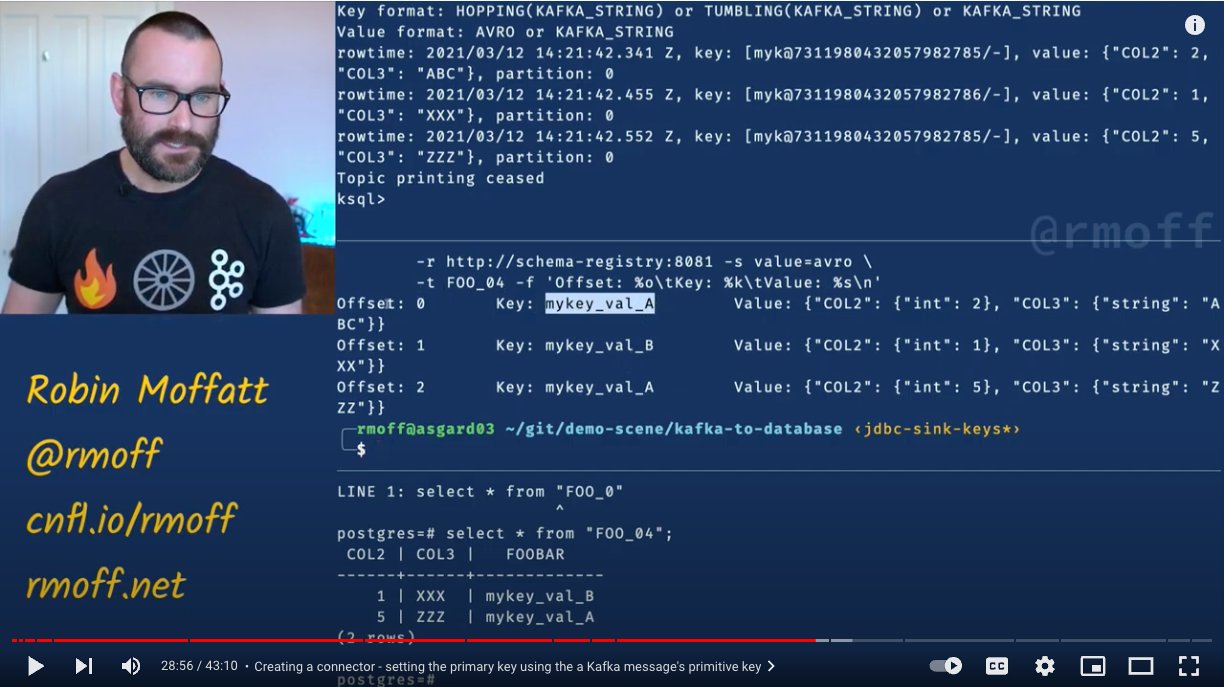 Key format: HOPPING(KAFKA_STRING) or TUMBLING(KAFKA_STRING) or KAFKA_STRING
Value format: AVRO or KAFKA_STRING
rowtime: 2021/03/12 14:21:42.341 Z, key: [myk@7311980432057982785/-], value: {"COL2": 2,
"COL3": "ABC"}, partition: 0
rowtime: 2021/03/12 14:21:42.455 Z, key: [myk@7311980432057982786/-], value: {"COL2": 1,
"COL3": "XXX"}, partition: 0
rowtime: 2021/03/12 14:21:42.552 Z, key: [myk@7311980432057982785/-], value: {"COL2": 5,
"COL3": "ZZZ"}, partition: 0
Topic printing ceased
ksql>
@rmoff
-r http://schema-registry:8081 -s value=avro \
-t FOO_04 -f 'Offset: %o\tKey: %k\tValue: %s\n'
Offset: 0 Key: mykey_val_A Value: {"COL2": {"int": 2}, "COL3": {"string": "A
BC"}}
Offset: 1 Key: mykey_val_B Value: {"COL2": {"int": 1}, "COL3": {"string": "X
XX"}}
Offset: 2 Key: mykey_val_A Value: {"COL2": {"int": 5}, "COL3": {"string": "Z
ZZ"}}
rmoff@asgard03 ~/git/demo-scene/kafka-to-database ‹jdbc-sink-keys*›
$
LINE 1: select * from "FOO_0"
^
postgres=# select * from "FOO_04";
COL2 | COL3 | FOOBAR
------+------+-------------
1 | XXX | mykey_val_B
5 | ZZZ | mykey_val_A
(2 rows)
postgres=#
Robin Moffatt
@rmoff
cnfl.io/rmoff
rmoff.net
28:56 / 43:10 • Creating a connector - setting the primary key using the a Kafka message's primitive key
CC